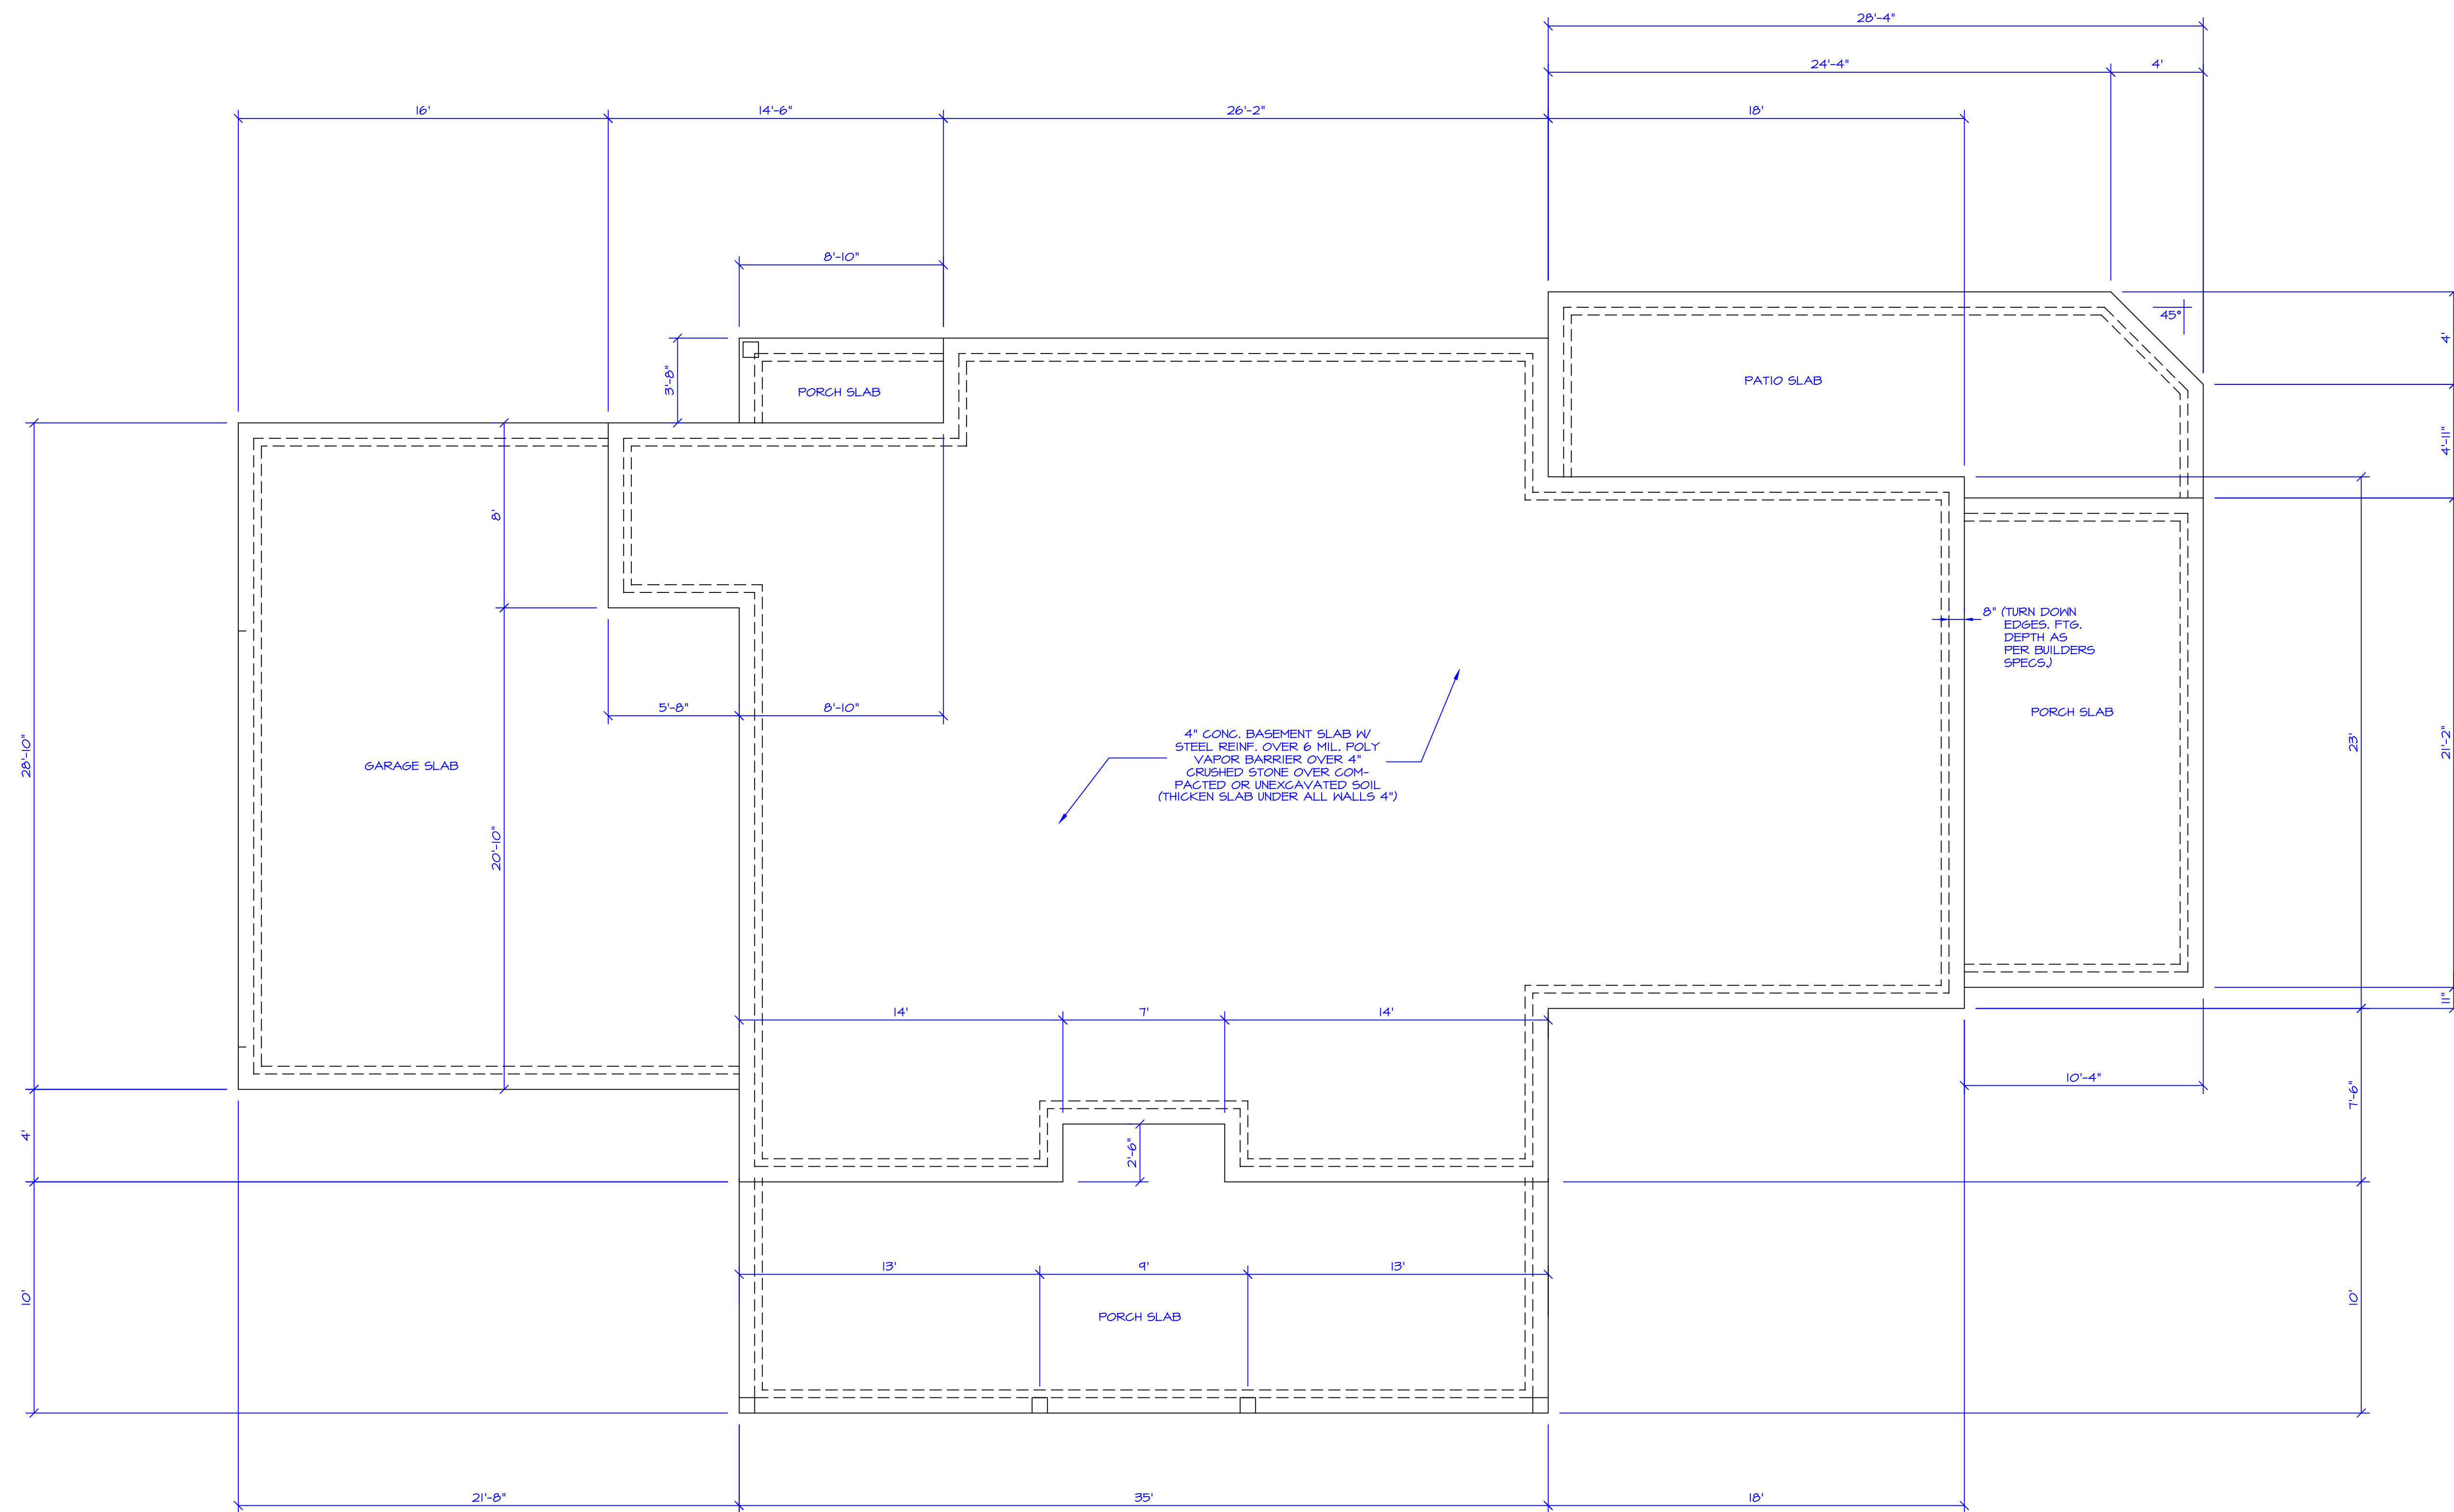 28'-4"
24'-4"
4'
16'
14'-6"
26'-2"
18'
8'-10"
45°
4'
3'-8"
PORCH SLAB
PATIO SLAB
4'-11"
8'
8" (TURN DOWN
EDGES. FTG.
DEPTH AS
PER BUILDERS
SPECS.)
5'-8"
8'-10"
PORCH SLAB
28'-10"
GARAGE SLAB
4" CONC. BASEMENT SLAB W/
STEEL REINF. OVER 6 MIL. POLY
VAPOR BARRIER OVER 4"
CRUSHED STONE OVER COM-
PACTED OR UNEXCAVATED SOIL
(THICKEN SLAB UNDER ALL WALLS 4")
23'
21'-2"
20'-10"
14'
7'
14'
11"
10'-4"
7'-6"
4'
2'-6"
13'
9'
13'
10'
10'
PORCH SLAB
21'-8"
35'
18'